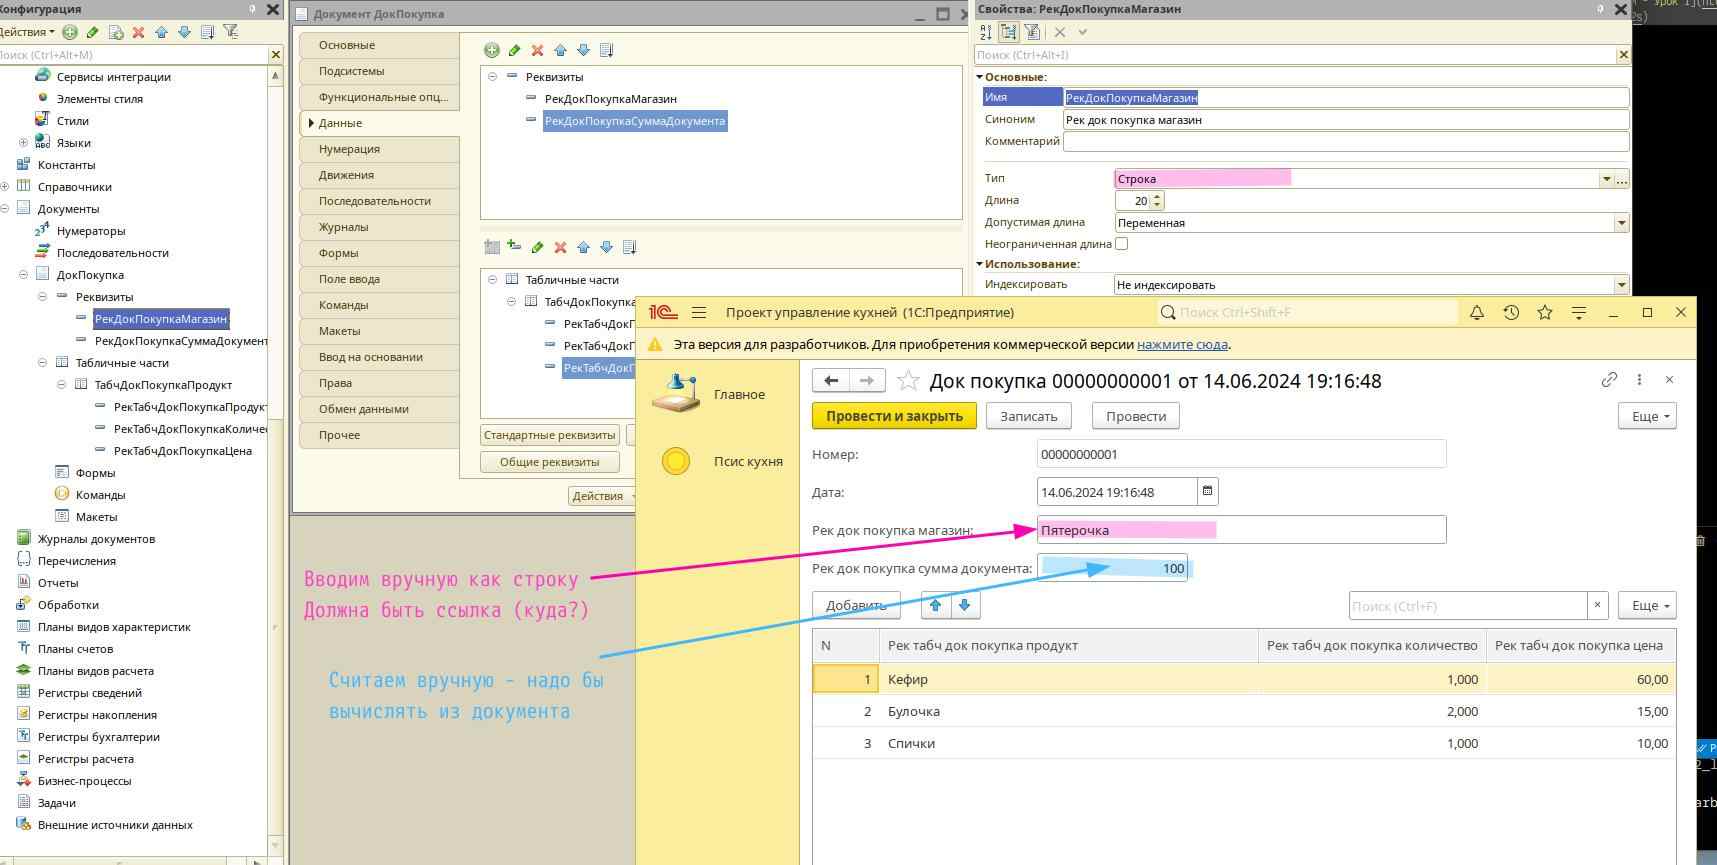 Конфигурация
Действия
Поиск (Ctrl+Alt+M)
Сервисы интеграции
Элементы стиля
Стили
Языки
Константы
Справочники
Документы
Нумераторы
Последовательности
ДокПокупка
Реквизиты
РекДокПокупкаМагазин
РекДокПокупкаСуммаДокумент
Табличные части
ТабчДокПокупкаПродукт
РекТабчДокПокупкаПродукт
РекТабчДокПокупкаКоличес
РекТабчДокПокупкаЦена
Формы
Команды
Макеты
Журналы документов
Перечисления
Отчеты
Обработки
Планы видов характеристик
Планы счетов
Планы видов расчета
Регистры сведений
Регистры накопления
Регистры бухгалтерии
Регистры расчета
Бизнес-процессы
Задачи
Внешние источники данных
Документ ДокПокупка
Основные
Подсистемы
Функциональные опц...
Данные
Нумерация
Движения
Последовательности
Журналы
Формы
Поле ввода
Команды
Макеты
Ввод на основании
Права
Обмен данными
Прочее
Реквизиты
РекДокПокупкаМагазин
РекДокПокупкаСуммаДокумента
Табличные части
ТабчДокПокупка
РекТабчДокП
РекТабчДокП
РекТабчДокП
Стандартные реквизиты
Общие реквизиты
Действия
Свойства: РекДокПокупкаМагазин
Поиск (Ctrl+Alt+I)
Основные:
Имя РекДокПокупкаМагазин
Синоним Рек док покупка магазин
Комментарий
Тип Строка
Длина 20
Допустимая длина Переменная
Неограниченная длина
Использование:
Индексировать Не индексировать
1С Проект управление кухней (1С:Предприятие) Поиск Ctrl+Shift+F
Эта версия для разработчиков. Для приобретения коммерческой версии нажмите сюда.
Главное
Псис кухня
Док покупка 00000000001 от 14.06.2024 19:16:48
Провести и закрыть Записать Провести Еще
Номер: 00000000001
Дата: 14.06.2024 19:16:48
Рек док покупка магазин: Пятерочка
Рек док покупка сумма документа: 100
Добавить Поиск (Ctrl+F) Еще
N Рек табч док покупка продукт Рек табч док покупка количество Рек табч док покупка цена
1 Кефир 1,000 60,00
2 Булочка 2,000 15,00
3 Спички 1,000 10,00
Вводим вручную как строку
Должна быть ссылка (куда?)
Считаем вручную - надо бы
вычислять из документа